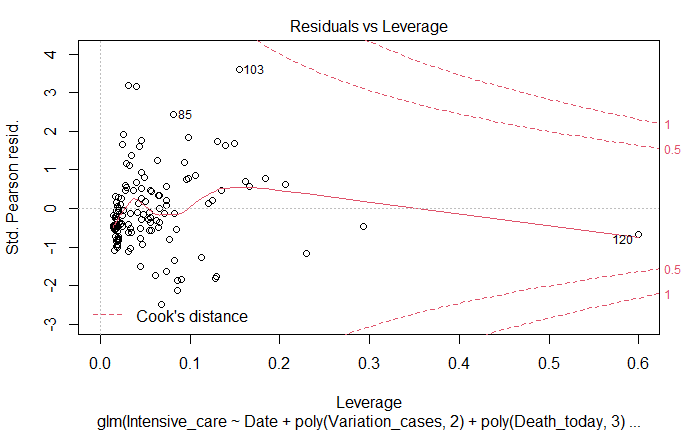 Residuals vs Leverage
Std. Pearson resid.
4
3
2
1
0
-1
-2
-3
103
85
120
1
0.5
0.5
1
Cook's distance
0.0 0.1 0.2 0.3 0.4 0.5 0.6
Leverage
glm(Intensive_care ~ Date + poly(Variation_cases, 2) + poly(Death_today, 3) ...